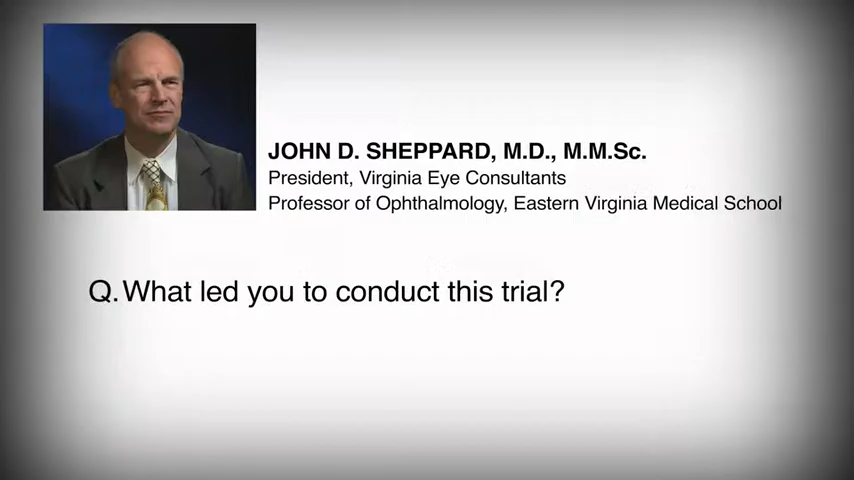 JOHN D. SHEPPARD, M.D., M.M.Sc.
President, Virginia Eye Consultants
Professor of Ophthalmology, Eastern Virginia Medical School
Q. What led you to conduct this trial?